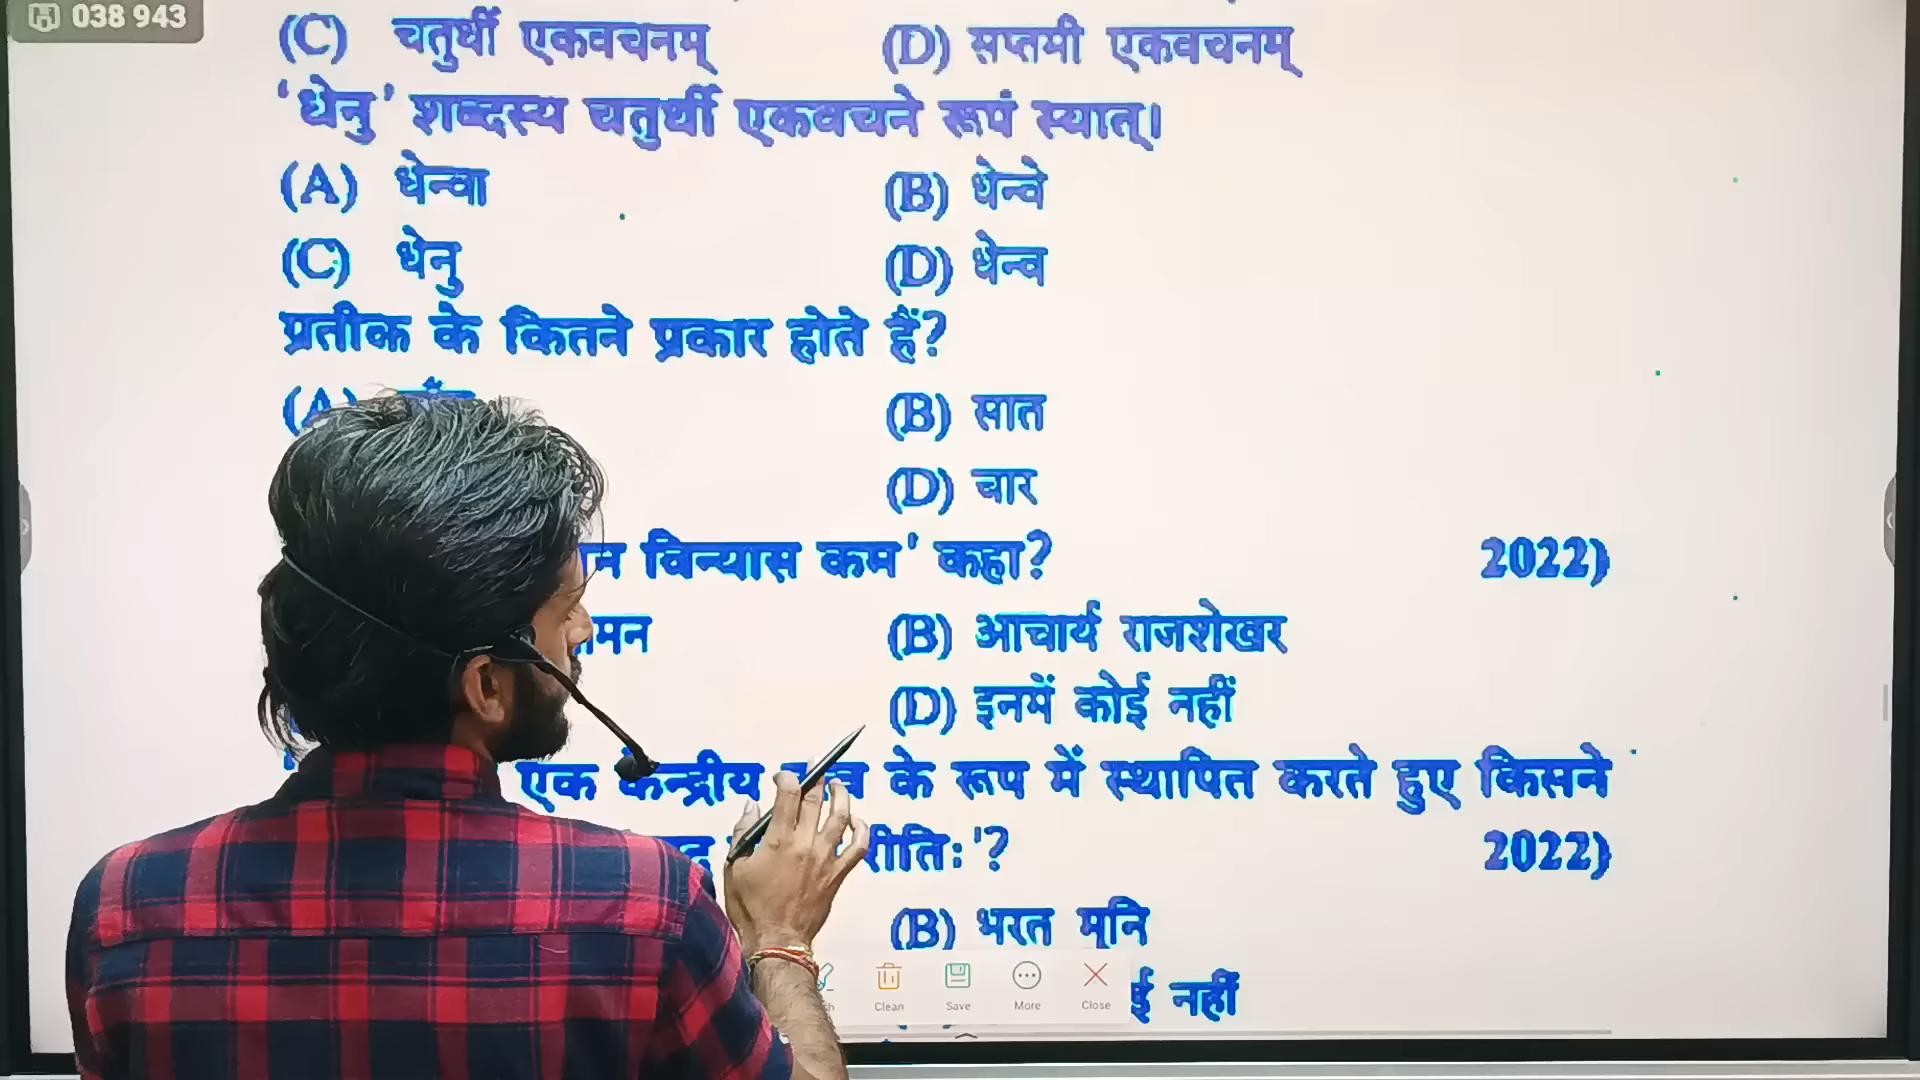 038 943
(C) चतुर्थी एकवचनम् (D) सप्तमी एकवचनम्
'धेनु' शब्दस्य चतुर्थी एकवचने रूपं स्यात्।
(A) धेन्वा (B) धेन्वे
(C) धेनु (D) धेन्व
प्रतीक के कितने प्रकार होते हैं?
(A) (B) सात
(D) चार
विन्यास कम' कहा? 2022)
(B) आचार्य राजशेखर
(D) इनमें कोई नहीं
एक केन्द्रीय के रूप में स्थापित करते हुए किसने
रीतिः'? 2022)
(B) भरत मुनि
नहीं
Clean Save More Close